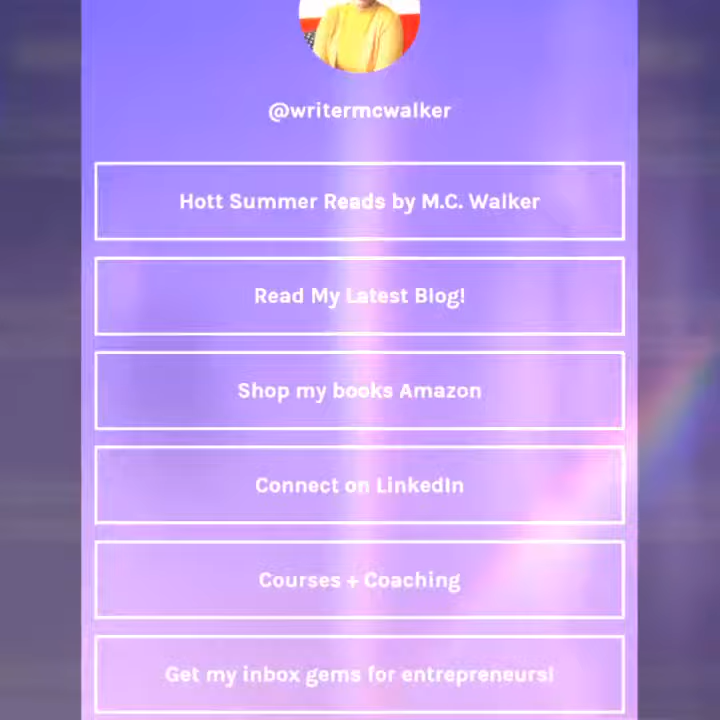 @writermcwalker
Hott Summer Reads by M.C. Walker
Read My Latest Blog!
Shop my books Amazon
Connect on LinkedIn
Courses + Coaching
Get my inbox gems for entrepreneurs!